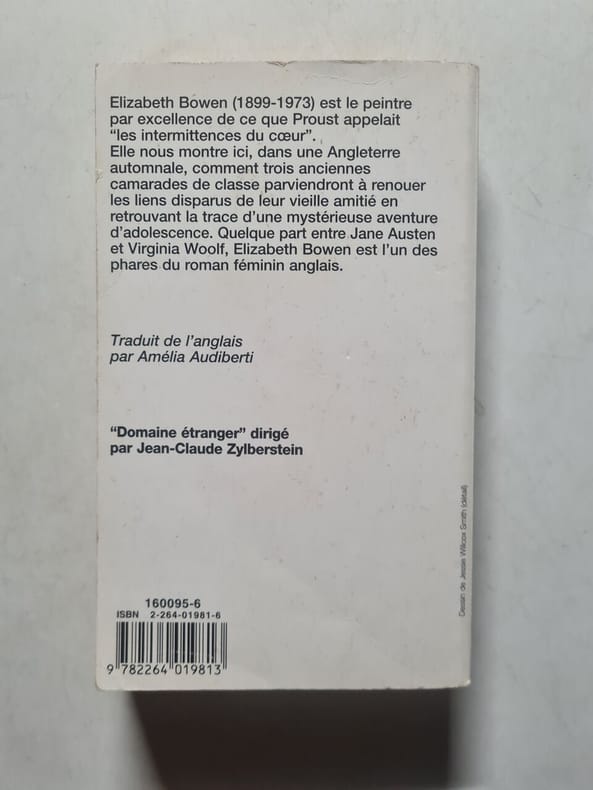 Elizabeth Bowen (1899-1973) est le peintre
par excellence de ce que Proust appelait
“les intermittences du cœur”.
Elle nous montre ici, dans une Angleterre
automnale, comment trois anciennes
camarades de classe parviendront à renouer
les liens disparus de leur vieille amitié en
retrouvant la trace d’une mystérieuse aventure
d’adolescence. Quelque part entre Jane Austen
et Virginia Woolf, Elizabeth Bowen est l’un des
phares du roman féminin anglais.
Traduit de l’anglais
par Amélia Audiberti
“Domaine étranger” dirigé
par Jean-Claude Zylberstein
Dessin de Jessie Wilcox Smith (détail)
160095-6
ISBN 2-264-01981-6
9 782264 019813